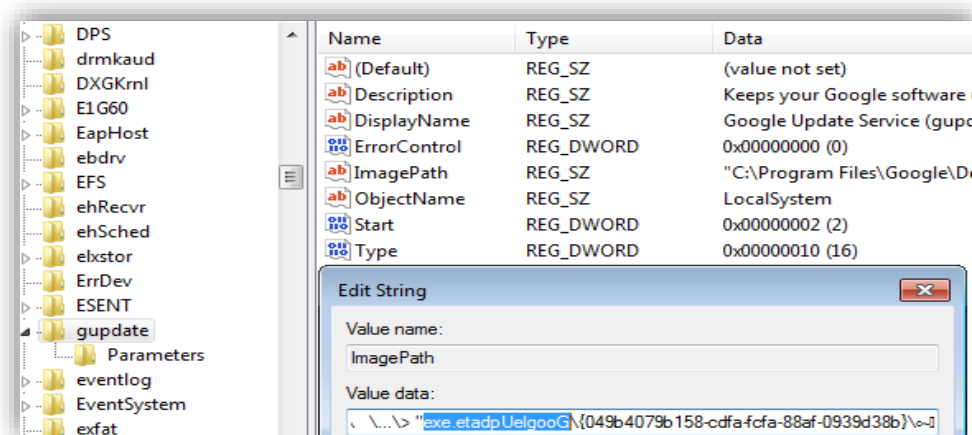 DPS
drmkaud
DXGKrnl
E1G60
EapHost
ebdrv
EFS
ehRecvr
ehSched
elxstor
ErrDev
ESENT
gupdate
Parameters
eventlog
EventSystem
exfat
Name Type Data
(Default) REG_SZ (value not set)
Description REG_SZ Keeps your Google software
DisplayName REG_SZ Google Update Service (gupd
ErrorControl REG_DWORD 0x00000000 (0)
ImagePath REG_SZ "C:\Program Files\Google\De
ObjectName REG_SZ LocalSystem
Start REG_DWORD 0x00000002 (2)
Type REG_DWORD 0x00000010 (16)
Edit String
Value name:
ImagePath
Value data:
\...\> "exe.etadpUelgooG\{049b4079b158-cdfa-fcfa-88af-0939d38b}\